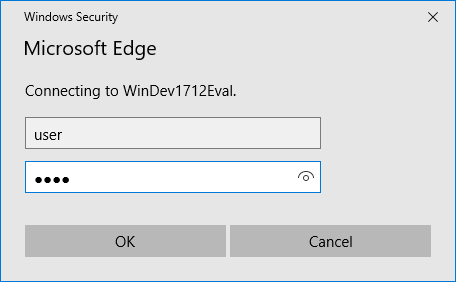 Windows Security
Microsoft Edge
Connecting to WinDev1712Eval.
user
●●●●
OK
Cancel